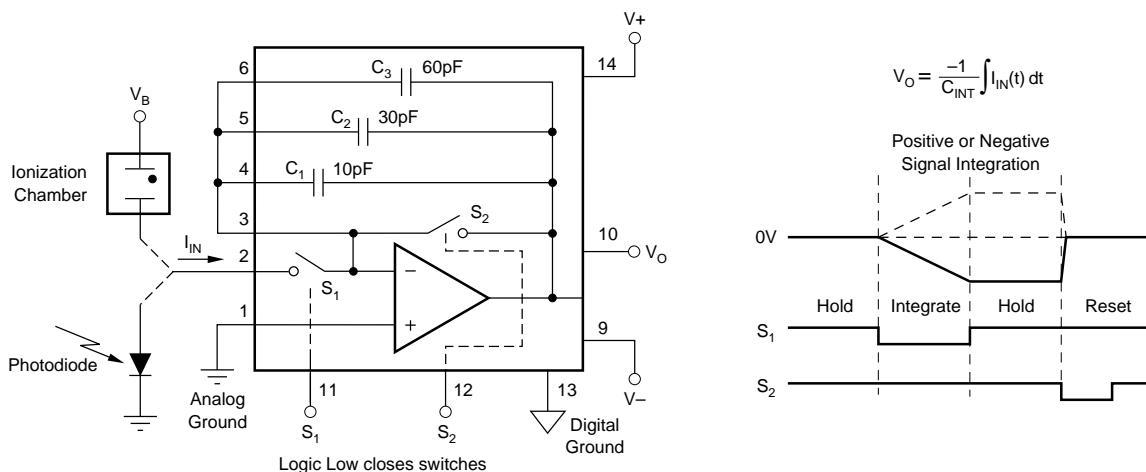 V+
6
C3 60pF
14
VB
5
C2 30pF
Ionization
Chamber
4
C1 10pF
3
S2
IIN
10
VO
2
S1
−
1
+
9
Photodiode
Analog
Ground
11
12
13
V–
S1
S2
Digital
Ground
Logic Low closes switches
VO = –1/CINT ∫IIN(t) dt
Positive or Negative
Signal Integration
0V
Hold Integrate Hold Reset
S1
S2